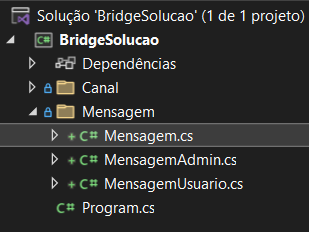 Solução 'BridgeSolucao' (1 de 1 projeto)
C# BridgeSolucao
Dependências
Canal
Mensagem
+ C# Mensagem.cs
+ C# MensagemAdmin.cs
+ C# MensagemUsuario.cs
C# Program.cs